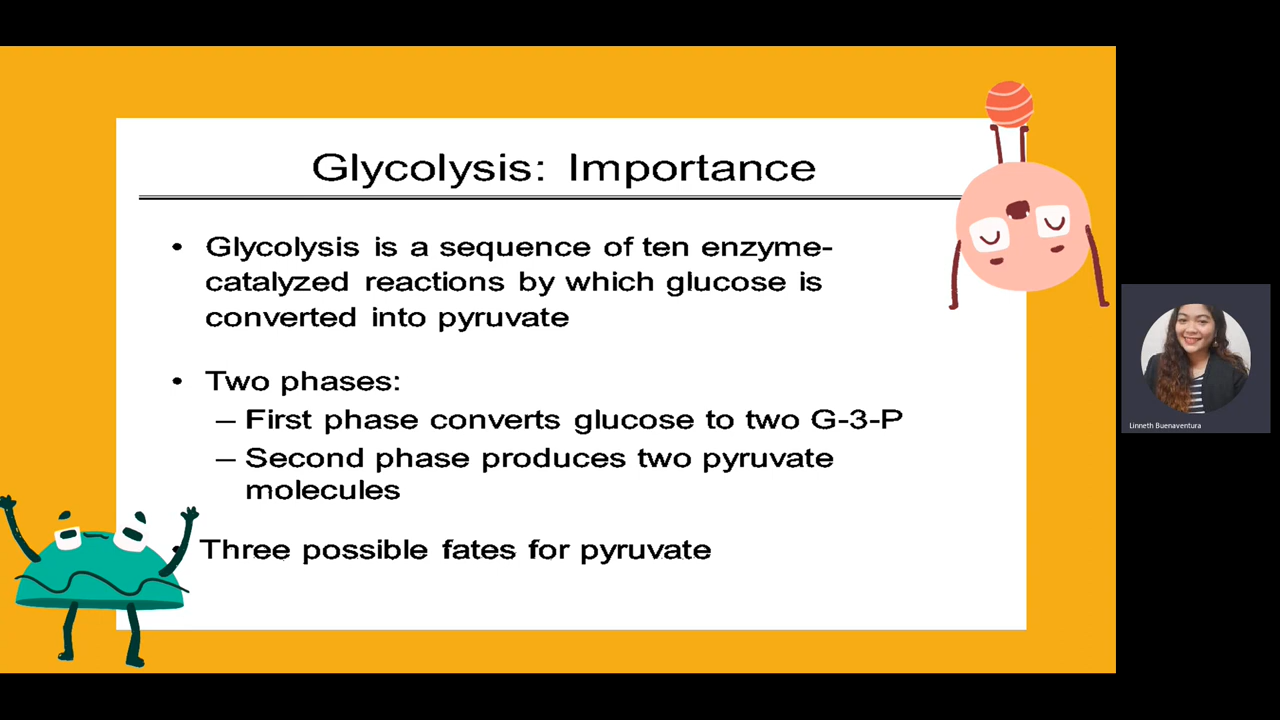 Glycolysis: Importance
• Glycolysis is a sequence of ten enzyme-
catalyzed reactions by which glucose is
converted into pyruvate
• Two phases:
– First phase converts glucose to two G-3-P
– Second phase produces two pyruvate
molecules
• Three possible fates for pyruvate
Linneth Buenaventura